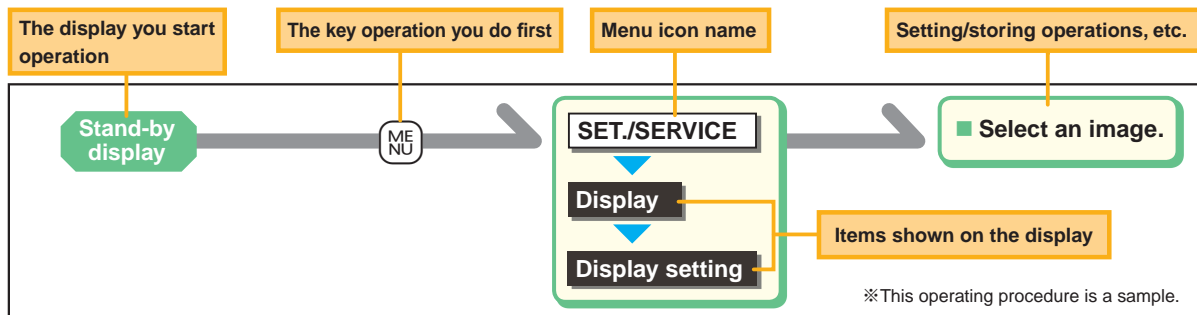 The display you start
operation
The key operation you do first
Menu icon name
Setting/storing operations, etc.
Stand-by
display
ME
NU
SET./SERVICE
Display
Display setting
■ Select an image.
Items shown on the display
※This operating procedure is a sample.